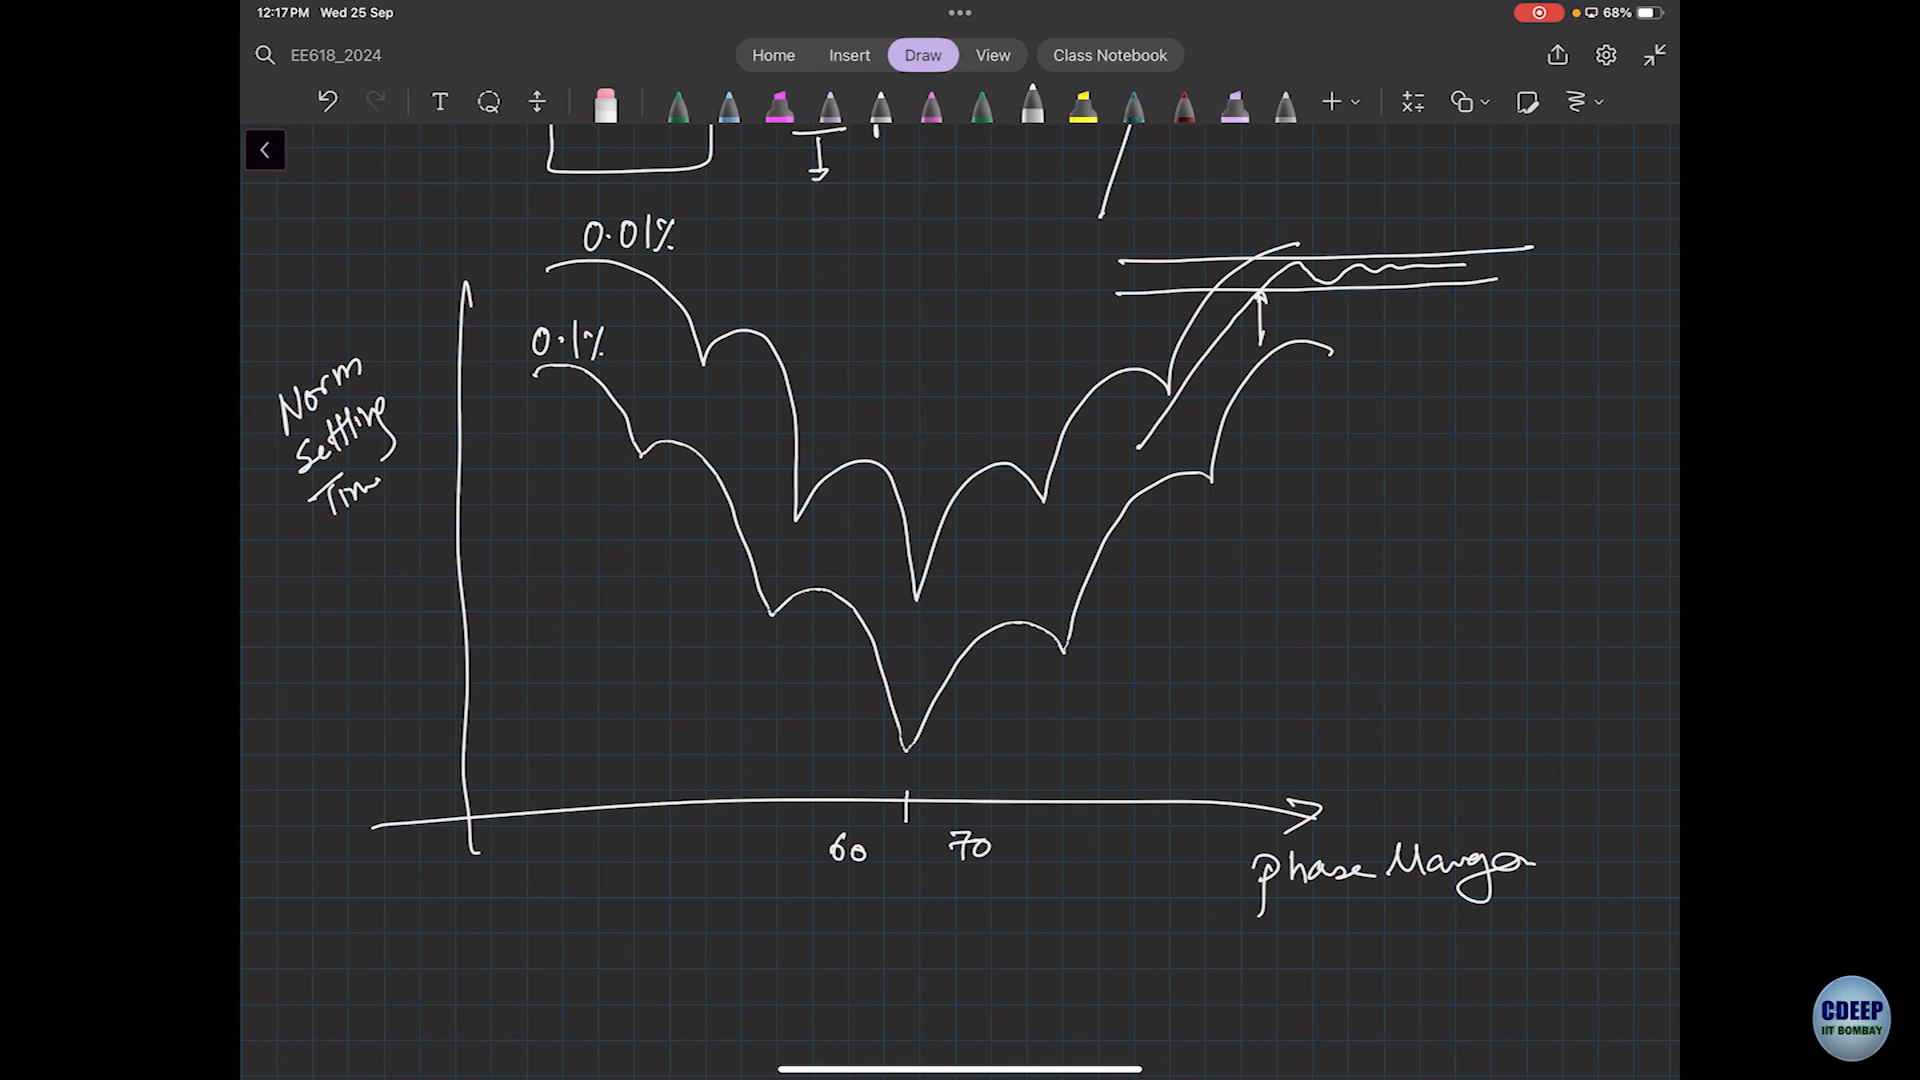 12:17 PM Wed 25 Sep
68%
EE618_2024
Home Insert Draw View Class Notebook
T
0.01%
0.1%
Norm
Settling
Time
60 70
phase Margin
CDEEP
IIT BOMBAY